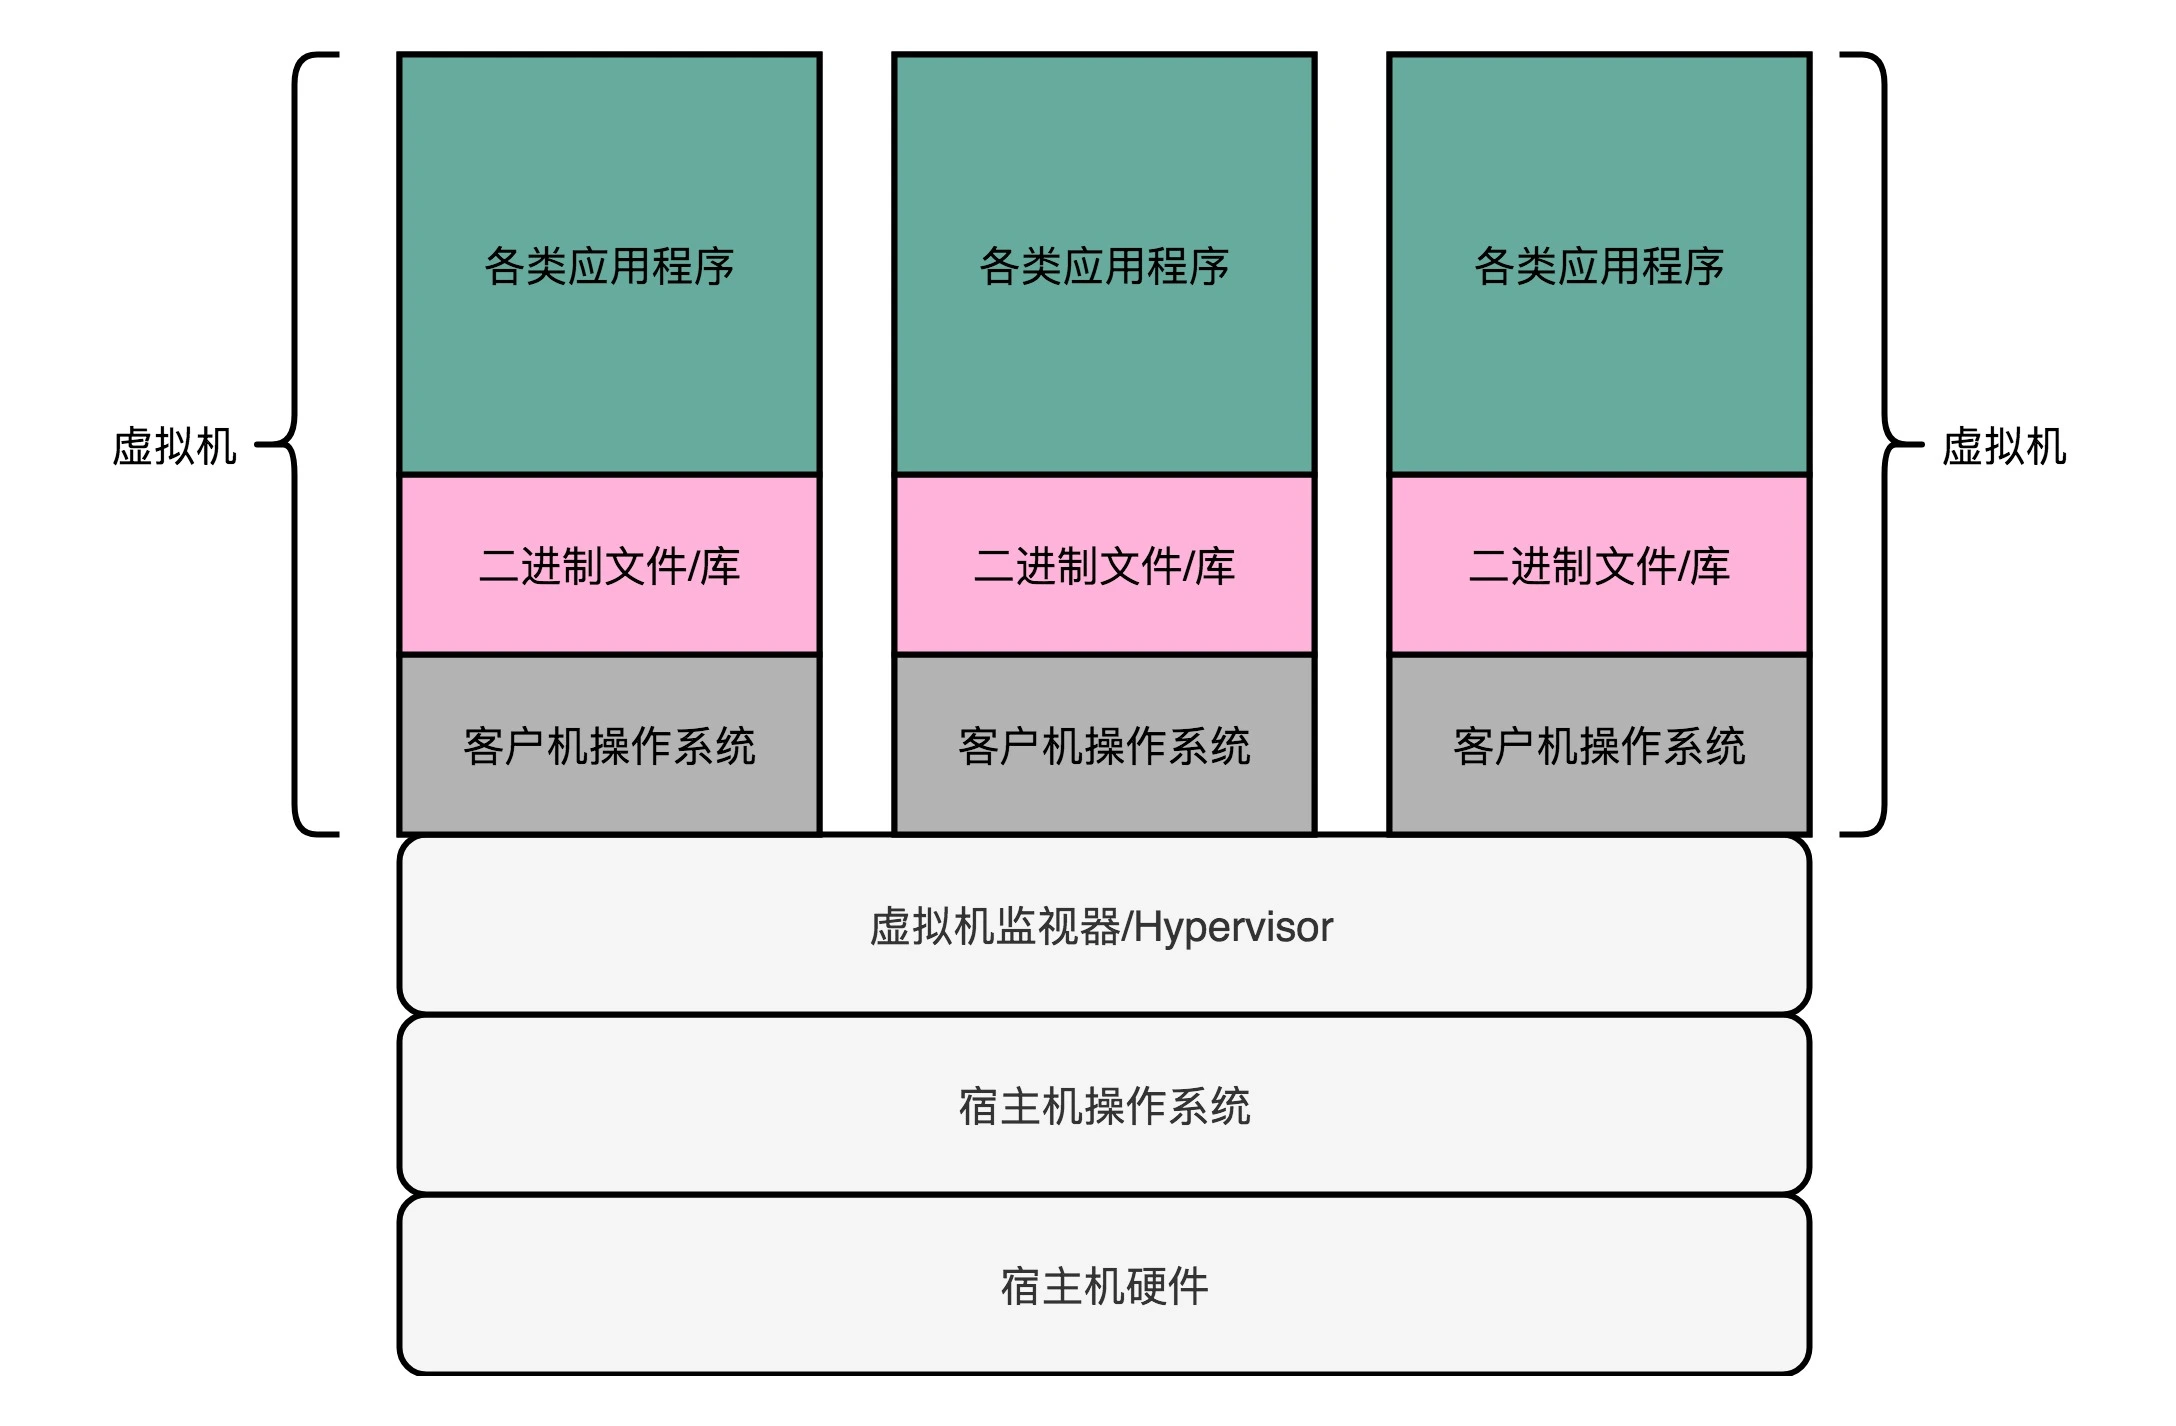 各类应用程序
各类应用程序
各类应用程序
虚拟机
虚拟机
二进制文件/库
二进制文件/库
二进制文件/库
客户机操作系统
客户机操作系统
客户机操作系统
虚拟机监视器/Hypervisor
宿主机操作系统
宿主机硬件